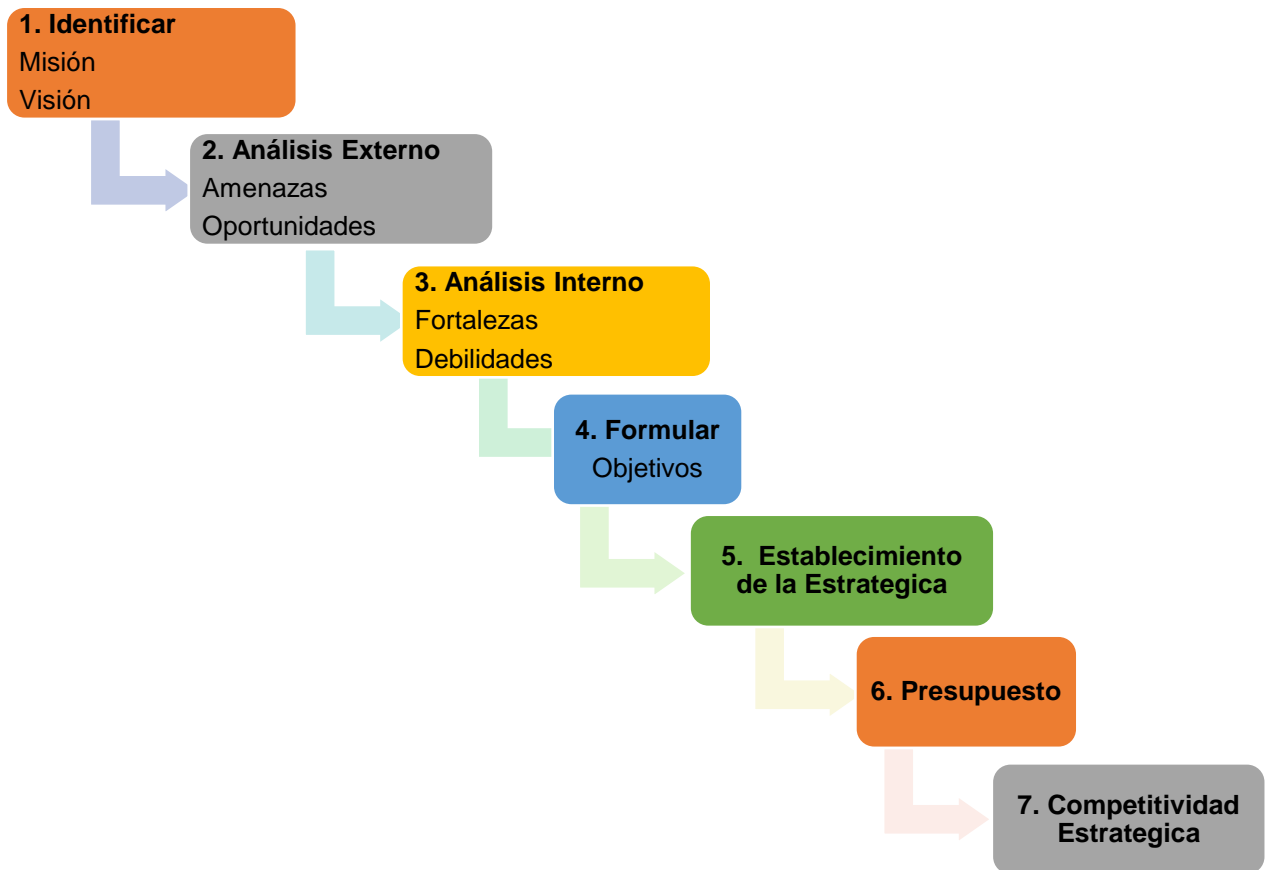 1. Identificar
Misión
Visión
2. Análisis Externo
Amenazas
Oportunidades
3. Análisis Interno
Fortalezas
Debilidades
4. Formular
Objetivos
5. Establecimiento
de la Estrategica
6. Presupuesto
7. Competitividad
Estrategica